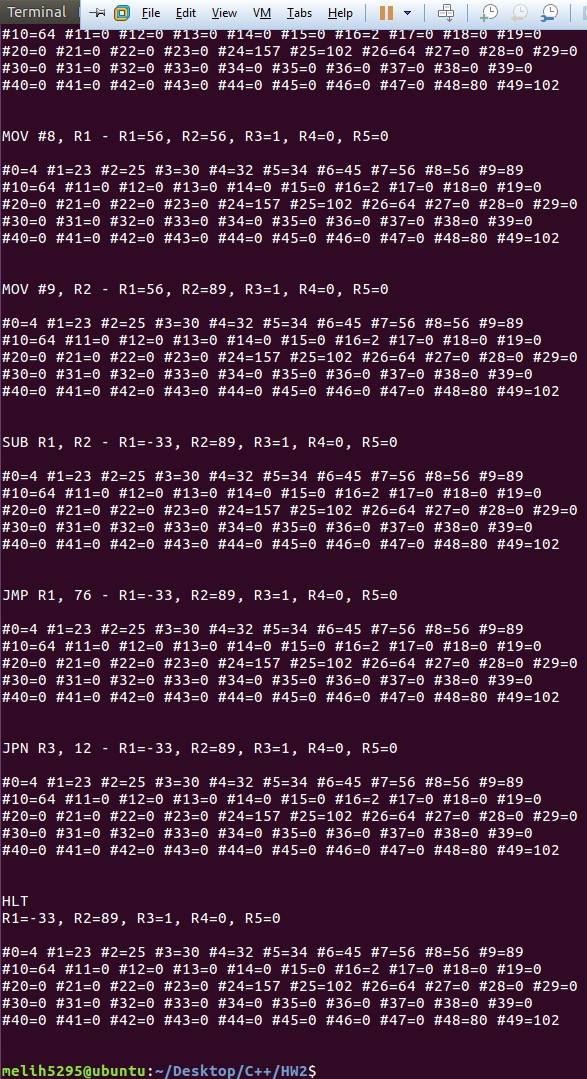 Terminal File Edit View VM Tabs Help
#10=64 #11=0 #12=0 #13=0 #14=0 #15=0 #16=2 #17=0 #18=0 #19=0
#20=0 #21=0 #22=0 #23=0 #24=157 #25=102 #26=64 #27=0 #28=0 #29=0
#30=0 #31=0 #32=0 #33=0 #34=0 #35=0 #36=0 #37=0 #38=0 #39=0
#40=0 #41=0 #42=0 #43=0 #44=0 #45=0 #46=0 #47=0 #48=80 #49=102
MOV #8, R1 - R1=56, R2=56, R3=1, R4=0, R5=0
#0=4 #1=23 #2=25 #3=30 #4=32 #5=34 #6=45 #7=56 #8=56 #9=89
#10=64 #11=0 #12=0 #13=0 #14=0 #15=0 #16=2 #17=0 #18=0 #19=0
#20=0 #21=0 #22=0 #23=0 #24=157 #25=102 #26=64 #27=0 #28=0 #29=0
#30=0 #31=0 #32=0 #33=0 #34=0 #35=0 #36=0 #37=0 #38=0 #39=0
#40=0 #41=0 #42=0 #43=0 #44=0 #45=0 #46=0 #47=0 #48=80 #49=102
MOV #9, R2 - R1=56, R2=89, R3=1, R4=0, R5=0
#0=4 #1=23 #2=25 #3=30 #4=32 #5=34 #6=45 #7=56 #8=56 #9=89
#10=64 #11=0 #12=0 #13=0 #14=0 #15=0 #16=2 #17=0 #18=0 #19=0
#20=0 #21=0 #22=0 #23=0 #24=157 #25=102 #26=64 #27=0 #28=0 #29=0
#30=0 #31=0 #32=0 #33=0 #34=0 #35=0 #36=0 #37=0 #38=0 #39=0
#40=0 #41=0 #42=0 #43=0 #44=0 #45=0 #46=0 #47=0 #48=80 #49=102
SUB R1, R2 - R1=-33, R2=89, R3=1, R4=0, R5=0
#0=4 #1=23 #2=25 #3=30 #4=32 #5=34 #6=45 #7=56 #8=56 #9=89
#10=64 #11=0 #12=0 #13=0 #14=0 #15=0 #16=2 #17=0 #18=0 #19=0
#20=0 #21=0 #22=0 #23=0 #24=157 #25=102 #26=64 #27=0 #28=0 #29=0
#30=0 #31=0 #32=0 #33=0 #34=0 #35=0 #36=0 #37=0 #38=0 #39=0
#40=0 #41=0 #42=0 #43=0 #44=0 #45=0 #46=0 #47=0 #48=80 #49=102
JMP R1, 76 - R1=-33, R2=89, R3=1, R4=0, R5=0
#0=4 #1=23 #2=25 #3=30 #4=32 #5=34 #6=45 #7=56 #8=56 #9=89
#10=64 #11=0 #12=0 #13=0 #14=0 #15=0 #16=2 #17=0 #18=0 #19=0
#20=0 #21=0 #22=0 #23=0 #24=157 #25=102 #26=64 #27=0 #28=0 #29=0
#30=0 #31=0 #32=0 #33=0 #34=0 #35=0 #36=0 #37=0 #38=0 #39=0
#40=0 #41=0 #42=0 #43=0 #44=0 #45=0 #46=0 #47=0 #48=80 #49=102
JPN R3, 12 - R1=-33, R2=89, R3=1, R4=0, R5=0
#0=4 #1=23 #2=25 #3=30 #4=32 #5=34 #6=45 #7=56 #8=56 #9=89
#10=64 #11=0 #12=0 #13=0 #14=0 #15=0 #16=2 #17=0 #18=0 #19=0
#20=0 #21=0 #22=0 #23=0 #24=157 #25=102 #26=64 #27=0 #28=0 #29=0
#30=0 #31=0 #32=0 #33=0 #34=0 #35=0 #36=0 #37=0 #38=0 #39=0
#40=0 #41=0 #42=0 #43=0 #44=0 #45=0 #46=0 #47=0 #48=80 #49=102
HLT
R1=-33, R2=89, R3=1, R4=0, R5=0
#0=4 #1=23 #2=25 #3=30 #4=32 #5=34 #6=45 #7=56 #8=56 #9=89
#10=64 #11=0 #12=0 #13=0 #14=0 #15=0 #16=2 #17=0 #18=0 #19=0
#20=0 #21=0 #22=0 #23=0 #24=157 #25=102 #26=64 #27=0 #28=0 #29=0
#30=0 #31=0 #32=0 #33=0 #34=0 #35=0 #36=0 #37=0 #38=0 #39=0
#40=0 #41=0 #42=0 #43=0 #44=0 #45=0 #46=0 #47=0 #48=80 #49=102
melih5295@ubuntu:~/Desktop/C++/HW2$